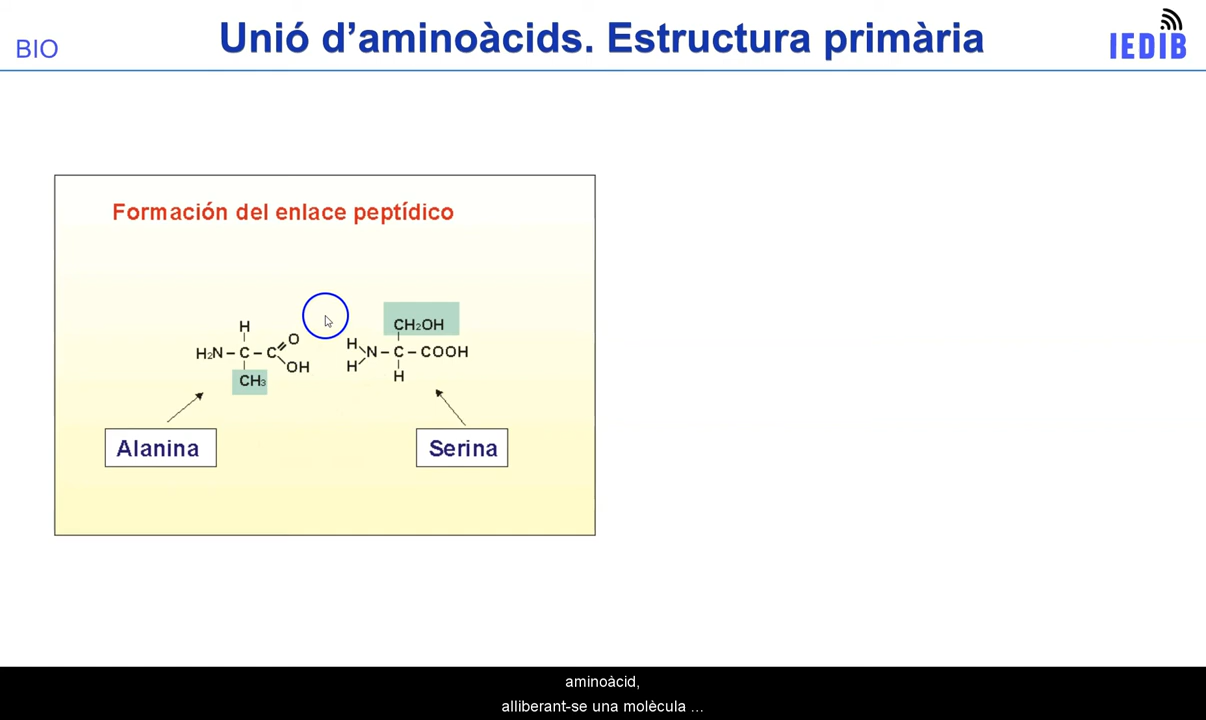 BIO
Unió d’aminoàcids. Estructura primària
IEDIB
Formación del enlace peptídico
H
O
H₂N – C – C
OH
CH₃
CH₂OH
H
N – C – COOH
H
H
Alanina
Serina
aminoàcid,
alliberant-se una molècula ...